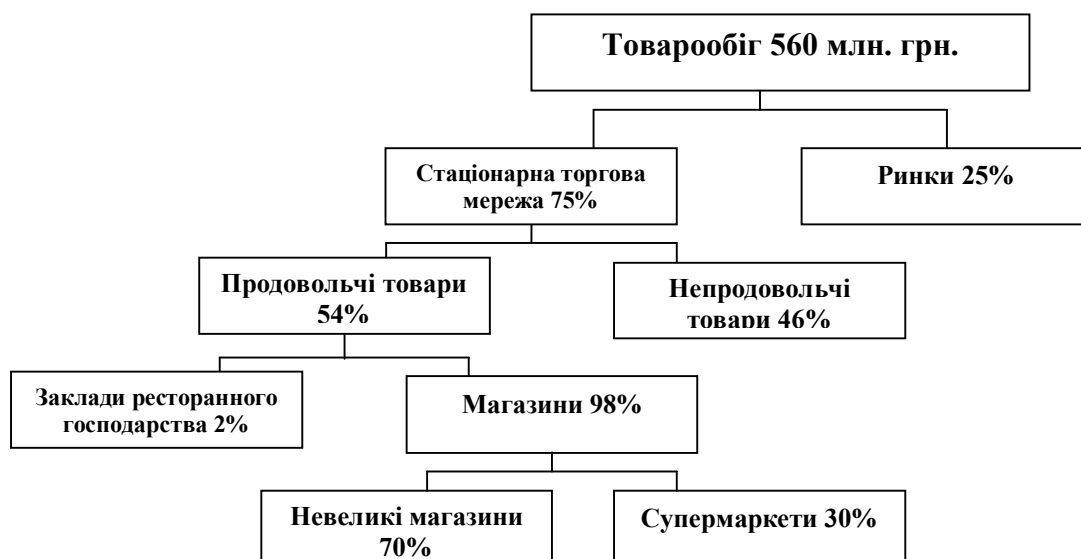 Товарообіг 560 млн. грн.
Стаціонарна торгова
мережа 75%
Ринки 25%
Продовольчі товари
54%
Непродовольчі
товари 46%
Заклади ресторанного
господарства 2%
Магазини 98%
Невеликі магазини
70%
Супермаркети 30%